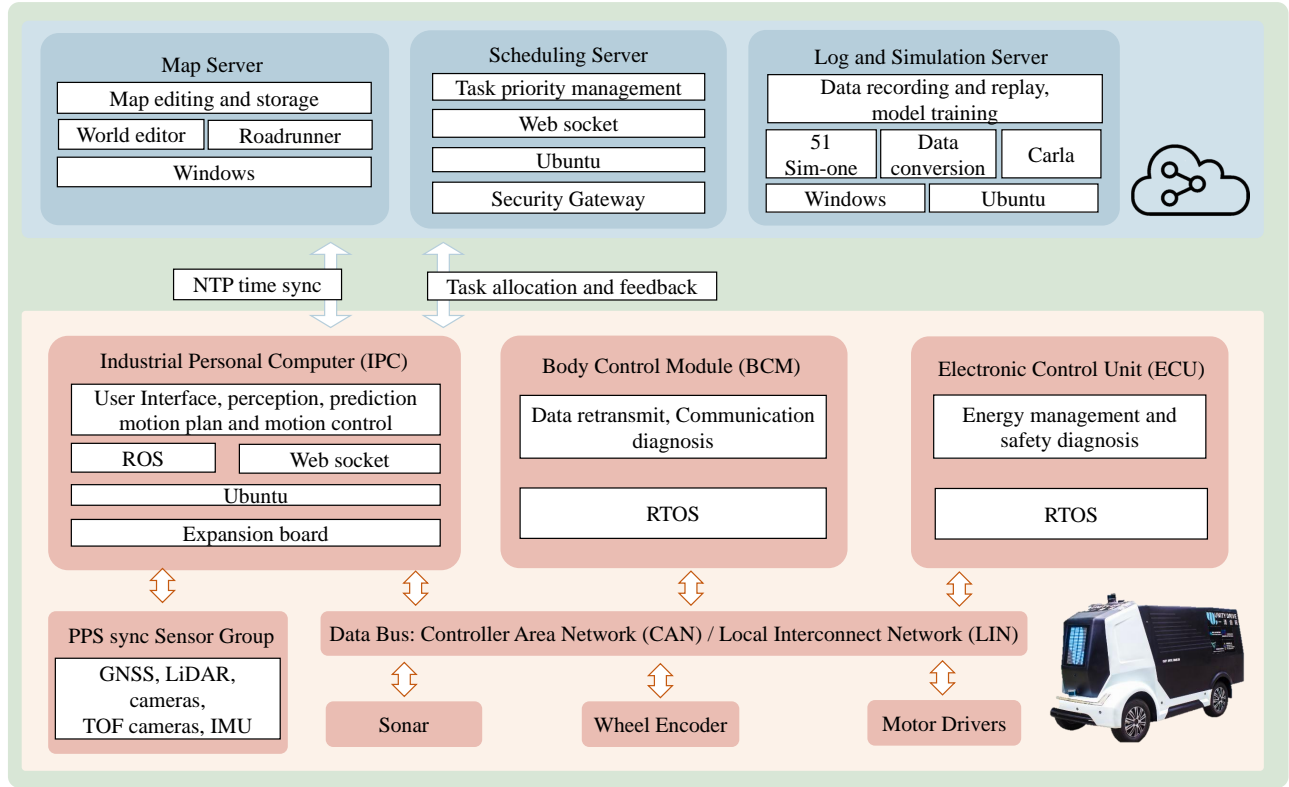 Map Server
Map editing and storage
World editor
Roadrunner
Windows
Scheduling Server
Task priority management
Web socket
Ubuntu
Security Gateway
Log and Simulation Server
Data recording and replay,
model training
51
Sim-one
Data
conversion
Carla
Windows
Ubuntu
NTP time sync
Task allocation and feedback
Industrial Personal Computer (IPC)
User Interface, perception, prediction
motion plan and motion control
ROS
Web socket
Ubuntu
Expansion board
Body Control Module (BCM)
Data retransmit, Communication
diagnosis
RTOS
Electronic Control Unit (ECU)
Energy management and
safety diagnosis
RTOS
PPS sync Sensor Group
GNSS, LiDAR,
cameras,
TOF cameras, IMU
Data Bus: Controller Area Network (CAN) / Local Interconnect Network (LIN)
Sonar
Wheel Encoder
Motor Drivers